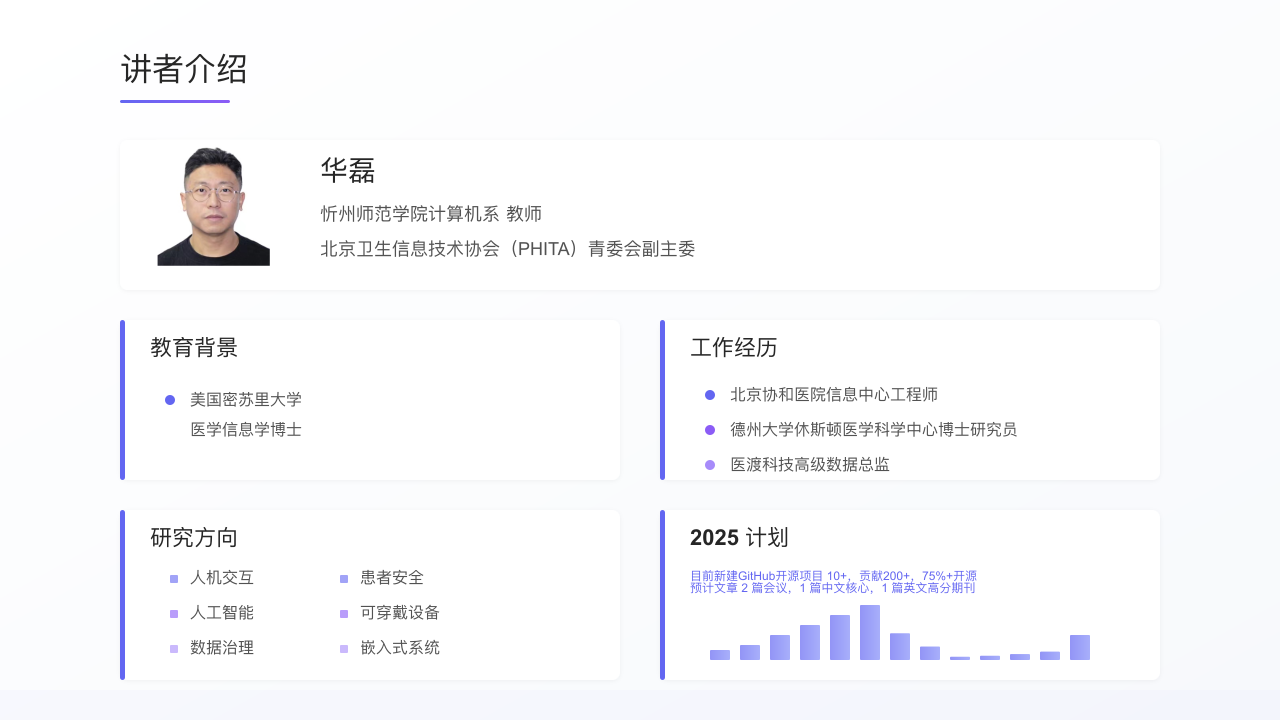 讲者介绍
华磊
忻州师范学院计算机系 教师
北京卫生信息技术协会（PHITA）青委会副主委
教育背景
美国密苏里大学
医学信息学博士
工作经历
北京协和医院信息中心工程师
德州大学休斯顿医学科学中心博士研究员
医渡科技高级数据总监
研究方向
人机交互
患者安全
人工智能
可穿戴设备
数据治理
嵌入式系统
2025 计划
目前新建GitHub开源项目 10+，贡献200+，75%+开源
预计文章 2 篇会议，1 篇中文核心，1 篇英文高分期刊